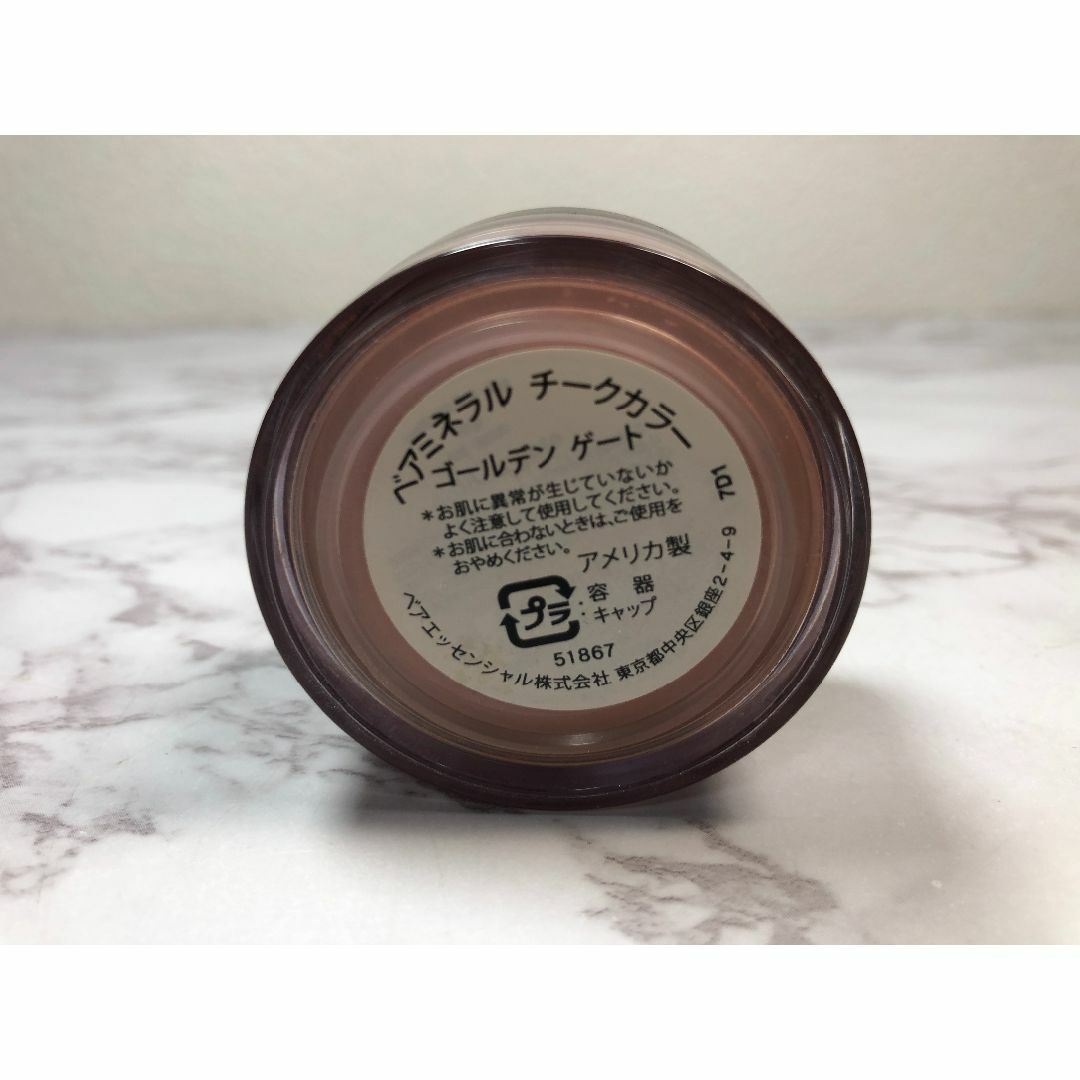 ベアミネラル チークカラー
ゴールデン ゲート
*お肌に異常が生じていないか
よく注意して使用してください。
*お肌に合わないときは、ご使用を
おやめください。
アメリカ製
プラ
:容器
:キャップ
51867
ベアエッセンシャル株式会社 東京都中央区銀座2-4-9
7D1